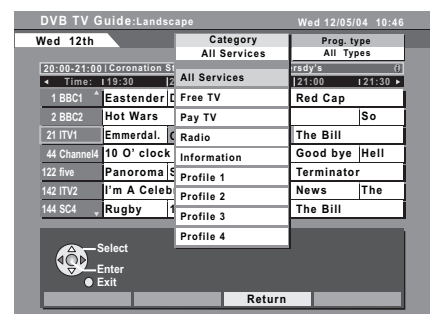 DVB TV Guide:Landscape Wed 12/05/04 10:46
Wed 12th Category Prog. type
All Services All Types
20:00-21:00 Coronation St ersdy's
Time: 19:30 21:00 21:30
All Services
1 BBC1 Eastender Free TV Red Cap
2 BBC2 Hot Wars Pay TV So
21 ITV1 Emmerdal. Radio The Bill
44 Channel4 10 O' clock Information Good bye Hell
122 five Panoroma Profile 1 Terminator
142 ITV2 I'm A Celeb Profile 2 News The
144 SC4 Rugby Profile 3 The Bill
Profile 4
Select
Enter
Exit
Return